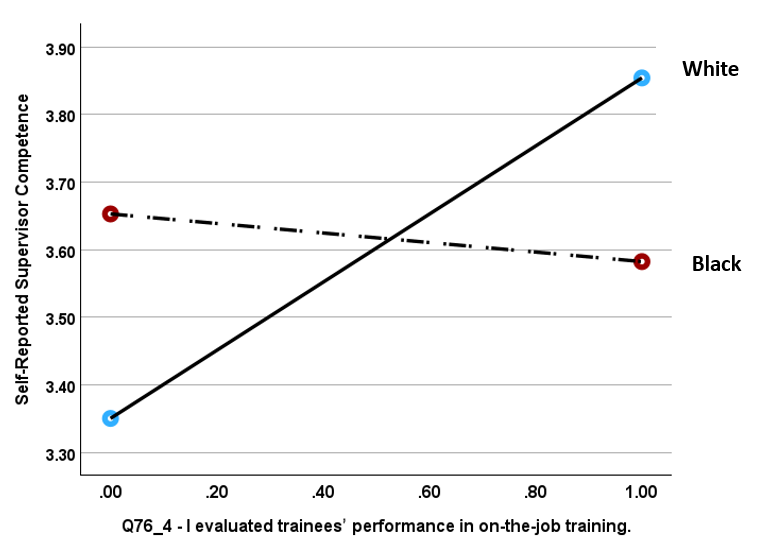 Self-Reported Supervisor Competence
3.90
3.80
3.70
3.60
3.50
3.40
3.30
White
Black
.00 .20 .40 .60 .80 1.00
Q76_4 - I evaluated trainees’ performance in on-the-job training.